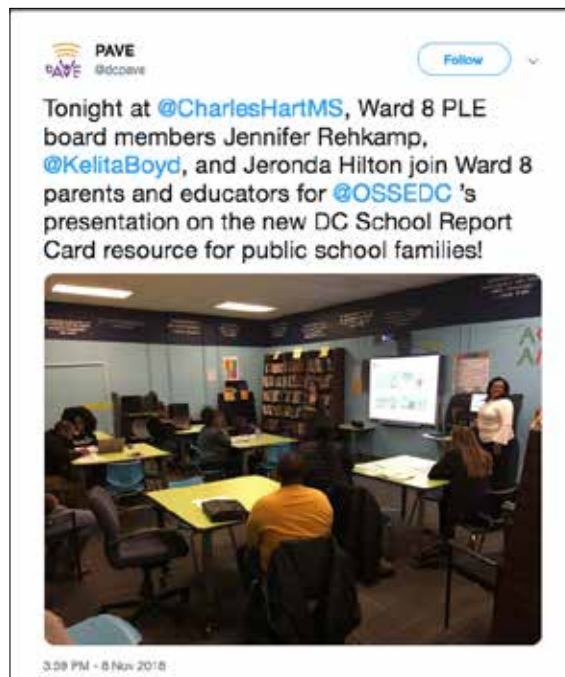 PAVE
@dcpave
Follow
Tonight at @CharlesHartMS, Ward 8 PLE
board members Jennifer Rehkamp,
@KelitaBoyd, and Jeronda Hilton join Ward 8
parents and educators for @OSSEDC 's
presentation on the new DC School Report
Card resource for public school families!
3:59 PM - 8 Nov 2018